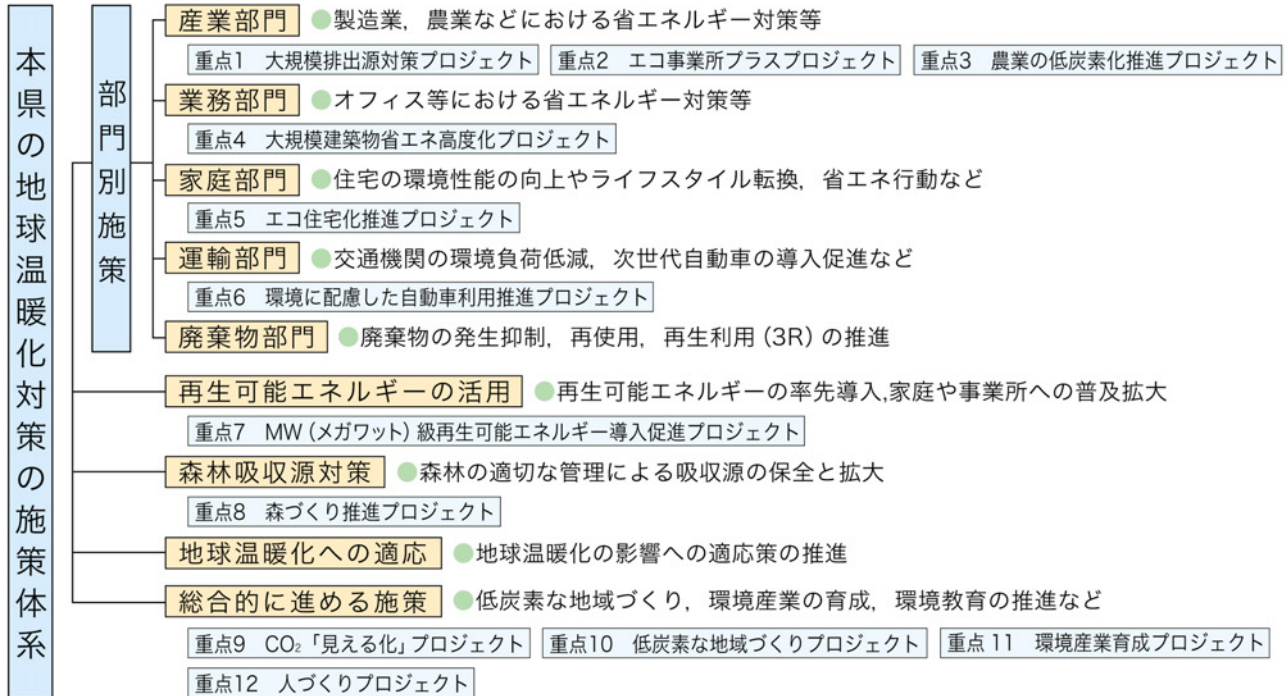 本県の地球温暖化対策の施策体系
部門別施策
産業部門 ●製造業，農業などにおける省エネルギー対策等
重点1 大規模排出源対策プロジェクト 重点2 エコ事業所プラスプロジェクト 重点3 農業の低炭素化推進プロジェクト
業務部門 ●オフィス等における省エネルギー対策等
重点4 大規模建築物省エネ高度化プロジェクト
家庭部門 ●住宅の環境性能の向上やライフスタイル転換，省エネ行動など
重点5 エコ住宅化推進プロジェクト
運輸部門 ●交通機関の環境負荷低減，次世代自動車の導入促進など
重点6 環境に配慮した自動車利用推進プロジェクト
廃棄物部門 ●廃棄物の発生抑制，再使用，再生利用（3R）の推進
再生可能エネルギーの活用 ●再生可能エネルギーの率先導入,家庭や事業所への普及拡大
重点7 MW（メガワット）級再生可能エネルギー導入促進プロジェクト
森林吸収源対策 ●森林の適切な管理による吸収源の保全と拡大
重点8 森づくり推進プロジェクト
地球温暖化への適応 ●地球温暖化の影響への適応策の推進
総合的に進める施策 ●低炭素な地域づくり，環境産業の育成，環境教育の推進など
重点9 CO₂「見える化」プロジェクト 重点10 低炭素な地域づくりプロジェクト 重点11 環境産業育成プロジェクト
重点12 人づくりプロジェクト